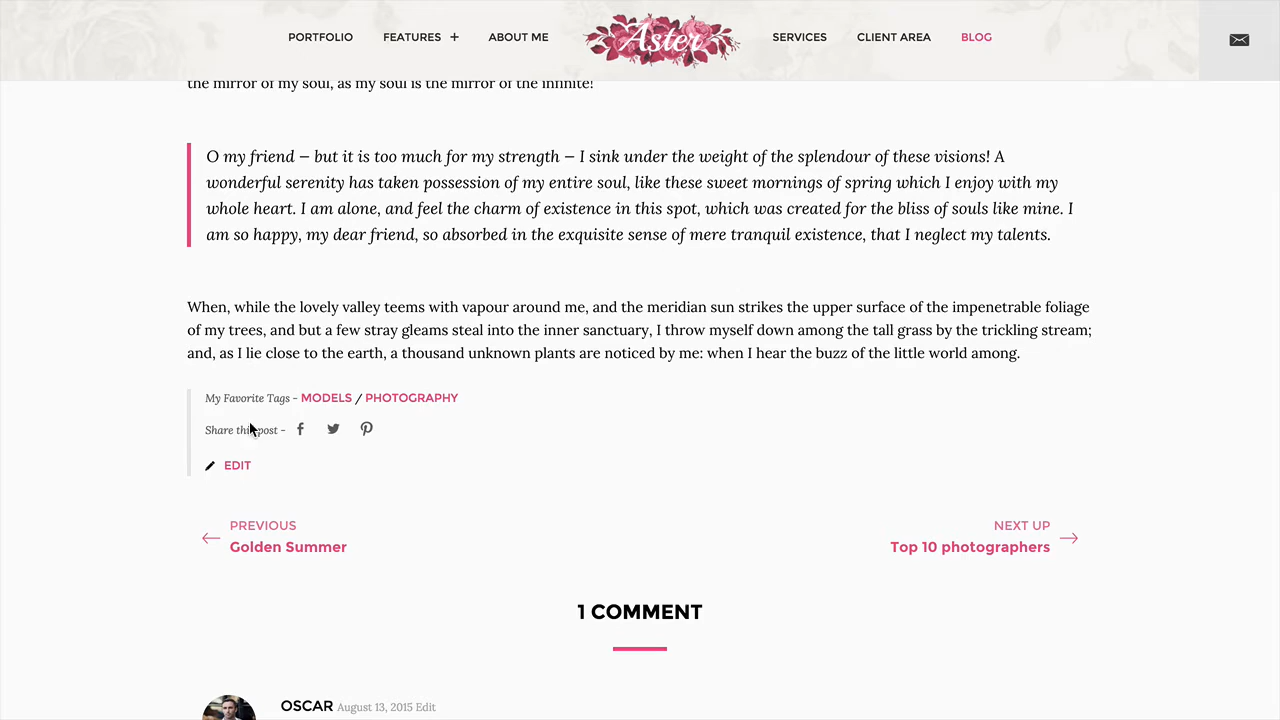 PORTFOLIO FEATURES + ABOUT ME Aster SERVICES CLIENT AREA BLOG
the mirror of my soul, as my soul is the mirror of the infinite!
O my friend — but it is too much for my strength — I sink under the weight of the splendour of these visions! A
wonderful serenity has taken possession of my entire soul, like these sweet mornings of spring which I enjoy with my
whole heart. I am alone, and feel the charm of existence in this spot, which was created for the bliss of souls like mine. I
am so happy, my dear friend, so absorbed in the exquisite sense of mere tranquil existence, that I neglect my talents.
When, while the lovely valley teems with vapour around me, and the meridian sun strikes the upper surface of the impenetrable foliage
of my trees, and but a few stray gleams steal into the inner sanctuary, I throw myself down among the tall grass by the trickling stream;
and, as I lie close to the earth, a thousand unknown plants are noticed by me: when I hear the buzz of the little world among.
My Favorite Tags - MODELS / PHOTOGRAPHY
Share this post -
EDIT
PREVIOUS
Golden Summer
NEXT UP
Top 10 photographers
1 COMMENT
OSCAR August 13, 2015 Edit